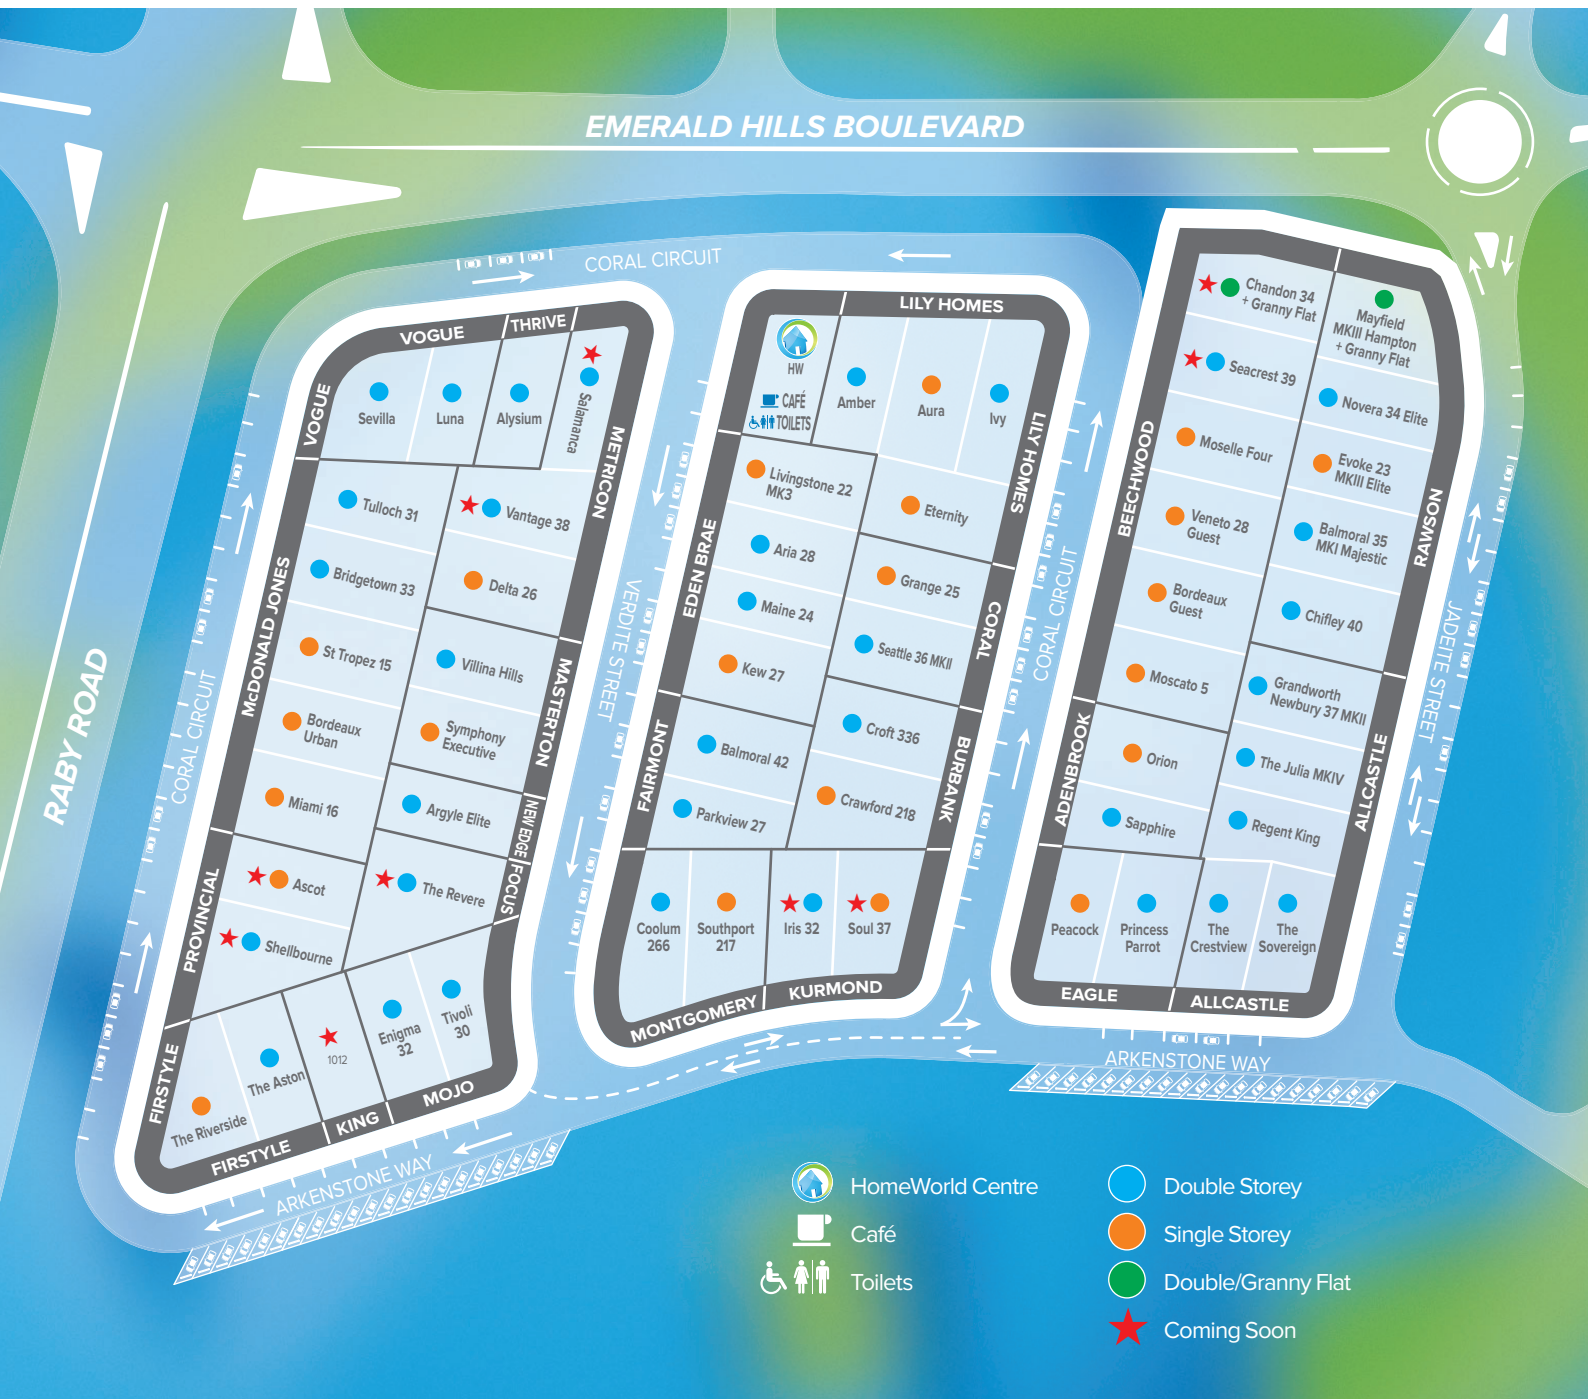 EMERALD HILLS BOULEVARD
RABY ROAD
CORAL CIRCUIT
CORAL CIRCUIT
VERDITE STREET
CORAL CIRCUIT
JADEITE STREET
ARKENSTONE WAY
ARKENSTONE WAY
VOGUE
THRIVE
VOGUE
METRICON
McDONALD JONES
MASTERTON
NEW EDGE
FOCUS
PROVINCIAL
FIRSTYLE
FIRSTYLE
KING
MOJO
Sevilla
Luna
Alysium
Salamanca
Tulloch 31
Vantage 38
Bridgetown 33
Delta 26
St Tropez 15
Villina Hills
Bordeaux
Urban
Symphony
Executive
Miami 16
Argyle Elite
Ascot
The Revere
Shellbourne
The Riverside
The Aston
1012
Enigma
32
Tivoli
30
LILY HOMES
LILY HOMES
EDEN BRAE
CORAL
FAIRMONT
BURBANK
MONTGOMERY
KURMOND
HW
CAFÉ
TOILETS
Amber
Aura
Ivy
Livingstone 22
MK3
Eternity
Aria 28
Grange 25
Maine 24
Seattle 36 MKII
Kew 27
Croft 336
Balmoral 42
Crawford 218
Parkview 27
Coolum
266
Southport
217
Iris 32
Soul 37
BEECHWOOD
RAWSON
ADENBROOK
ALLCASTLE
EAGLE
ALLCASTLE
Chandon 34
+ Granny Flat
Mayfield
MKIII Hampton
+ Granny Flat
Seacrest 39
Novera 34 Elite
Moselle Four
Evoke 23
MKIII Elite
Veneto 28
Guest
Balmoral 35
MKI Majestic
Bordeaux
Guest
Chifley 40
Moscato 5
Grandworth
Newbury 37 MKII
Orion
The Julia MKIV
Sapphire
Regent King
Peacock
Princess
Parrot
The
Crestview
The
Sovereign
HomeWorld Centre
Café
Toilets
Double Storey
Single Storey
Double/Granny Flat
Coming Soon